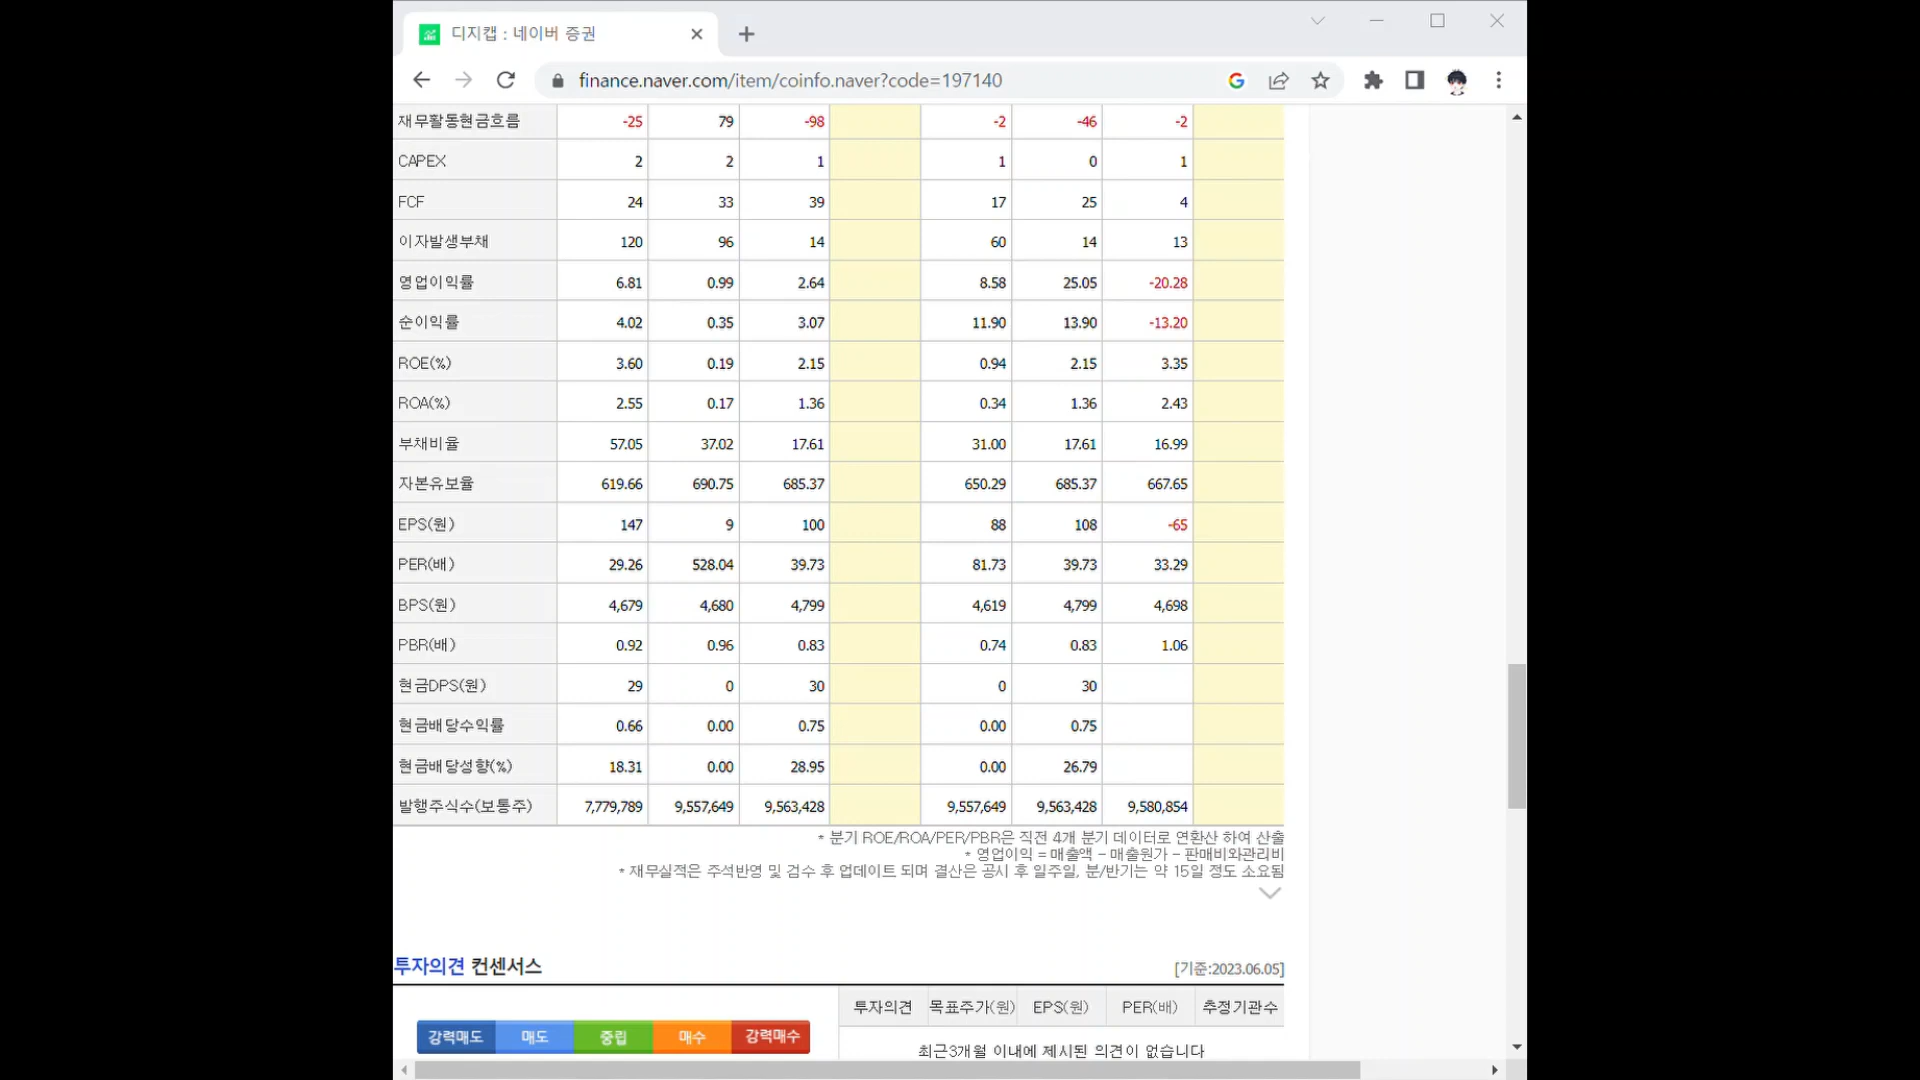 디지캡 : 네이버 증권
finance.naver.com/item/coinfo.naver?code=197140
재무활동현금흐름 -25 79 -98 -2 -46 -2
CAPEX 2 2 1 1 0 1
FCF 24 33 39 17 25 4
이자발생부채 120 96 14 60 14 13
영업이익률 6.81 0.99 2.64 8.58 25.05 -20.28
순이익률 4.02 0.35 3.07 11.90 13.90 -13.20
ROE(%) 3.60 0.19 2.15 0.94 2.15 3.35
ROA(%) 2.55 0.17 1.36 0.34 1.36 2.43
부채비율 57.05 37.02 17.61 31.00 17.61 16.99
자본유보율 619.66 690.75 685.37 650.29 685.37 667.65
EPS(원) 147 9 100 88 108 -65
PER(배) 29.26 528.04 39.73 81.73 39.73 33.29
BPS(원) 4,679 4,680 4,799 4,619 4,799 4,698
PBR(배) 0.92 0.96 0.83 0.74 0.83 1.06
현금DPS(원) 29 0 30 0 30
현금배당수익률 0.66 0.00 0.75 0.00 0.75
현금배당성향(%) 18.31 0.00 28.95 0.00 26.79
발행주식수(보통주) 7,779,789 9,557,649 9,563,428 9,557,649 9,563,428 9,580,854
* 분기 ROE/ROA/PER/PBR은 직전 4개 분기 데이터로 연환산 하여 산출
* 영업이익 = 매출액 - 매출원가 - 판매비와관리비
* 재무실적은 주석반영 및 검수 후 업데이트 되며 결산은 공시 후 일주일, 분/반기는 약 15일 정도 소요됨
투자의견 컨센서스 [기준:2023.06.05]
투자의견 목표주가(원) EPS(원) PER(배) 추정기관수
강력매도 매도 중립 매수 강력매수
최근3개월 이내에 제시된 의견이 없습니다